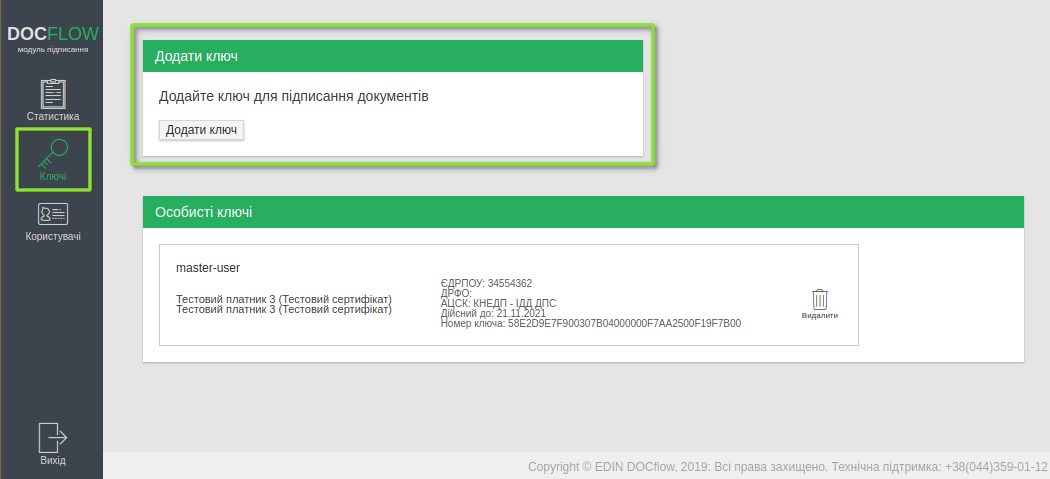 DOCFLOW
модуль підписання
Статистика
Ключі
Користувачі
Вихід
Додати ключ
Додайте ключ для підписання документів
Додати ключ
Особисті ключі
master-user
Тестовий платник 3 (Тестовий сертифікат)
Тестовий платник 3 (Тестовий сертифікат)
ЄДРПОУ: 34554362
ДРФО:
АЦСК: КНЕДП - ІДД ДПС
Дійсний до: 21.11.2021
Номер ключа: 58E2D9E7F900307B04000000F7AA2500F19F7B00
Видалити
Copyright © EDIN DOCflow, 2019: Всі права захищено. Технічна підтримка: +38(044)359-01-12